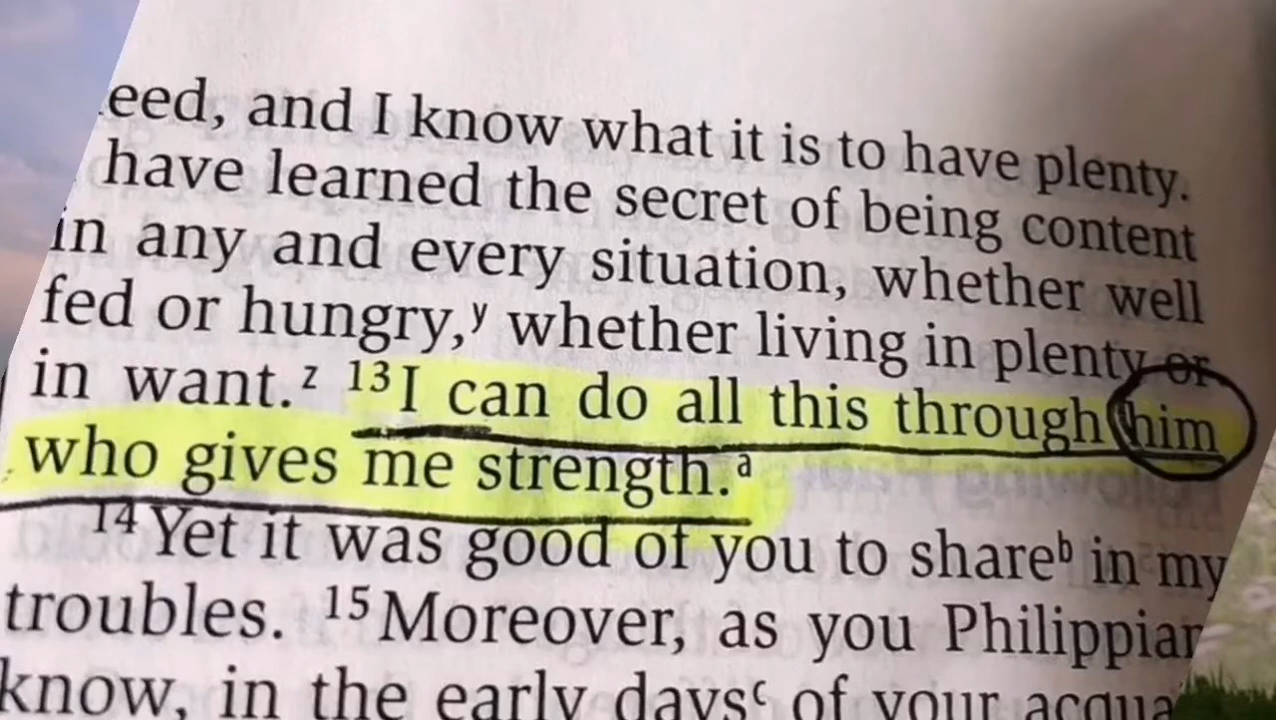 eed, and I know what it is to have plenty.
have learned the secret of being content
in any and every situation, whether well
fed or hungry,ʸ whether living in plenty or
in want.ᶻ ¹³I can do all this through him
who gives me strength.ᵃ
¹⁴Yet it was good of you to shareᵇ in my
troubles. ¹⁵Moreover, as you Philippian
know, in the early daysᶜ of your acqua